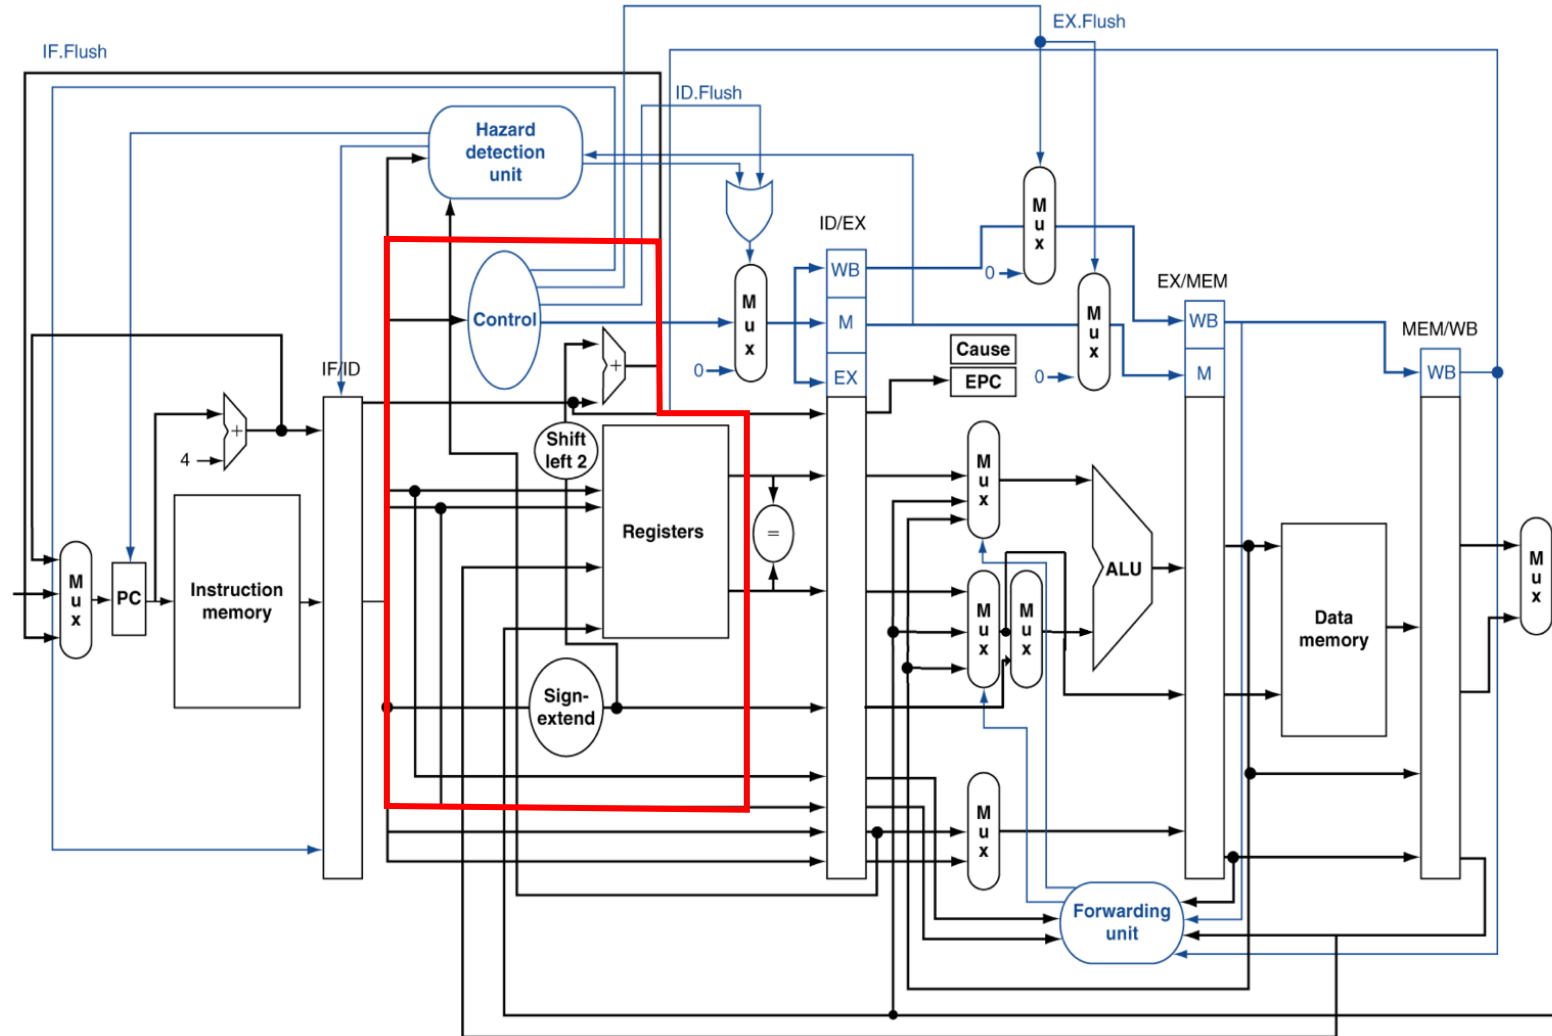 IF.Flush
EX.Flush
ID.Flush
Hazard
detection
unit
ID/EX
M
u
x
0
WB
M
EX
M
u
x
0
EX/MEM
WB
M
M
u
x
0
MEM/WB
WB
Control
+
Cause
EPC
IF/ID
+
4
Shift
left 2
Registers
=
M
u
x
ALU
M
u
x
PC
Instruction
memory
M
u
x
M
u
x
Data
memory
M
u
x
Sign-
extend
M
u
x
Forwarding
unit